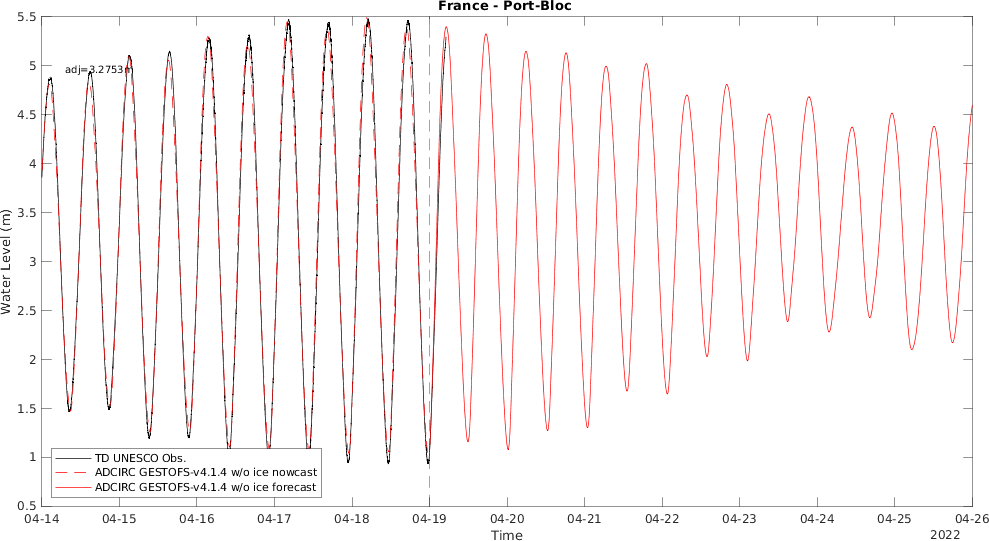 France - Port-Bloc
5.5
5
4.5
4
3.5
3
2.5
2
1.5
1
0.5
adj=3.2753
Water Level (m)
TD UNESCO Obs.
ADCIRC GESTOFS-v4.1.4 w/o ice nowcast
ADCIRC GESTOFS-v4.1.4 w/o ice forecast
04-14 04-15 04-16 04-17 04-18 04-19 04-20 04-21 04-22 04-23 04-24 04-25 04-26
Time
2022